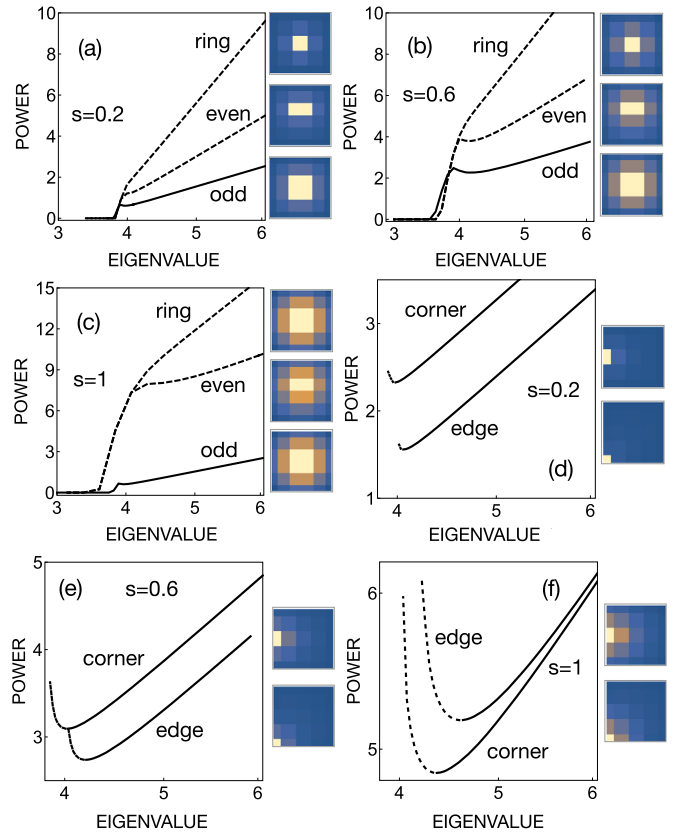 10
8
6
4
2
0
POWER
(a)
ring
s=0.2
even
odd
3
4
5
6
EIGENVALUE
10
8
6
4
2
0
POWER
(b)
ring
s=0.6
even
odd
3
4
5
6
EIGENVALUE
15
12
9
6
3
0
POWER
(c)
ring
s=1
even
odd
3
4
5
6
EIGENVALUE
3
2
1
POWER
corner
s=0.2
edge
(d)
4
5
6
EIGENVALUE
5
4
3
POWER
(e)
s=0.6
corner
edge
4
5
6
EIGENVALUE
6
5
POWER
(f)
edge
s=1
corner
4
5
6
EIGENVALUE